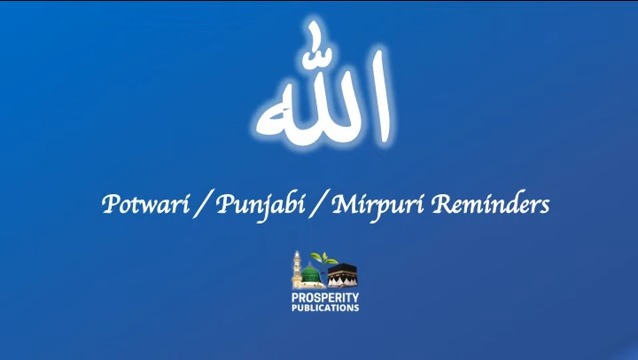 الله
Potwari / Punjabi / Mirpuri Reminders
PROSPERITY
PUBLICATIONS